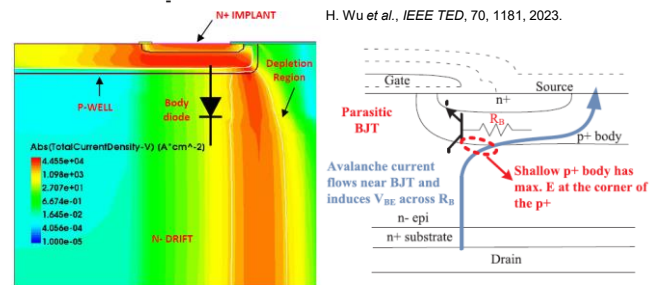 N+ IMPLANT
H. Wu et al., IEEE TED, 70, 1181, 2023.
Depletion
Region
P-WELL
Body
diode
Abs(TotalCurrentDensity-V) (A*cm^-2)
4.455e+04
1.098e+03
2.707e+01
6.674e-01
1.645e-02
4.056e-04
1.000e-05
N- DRIFT
Gate
Source
n+
Parasitic
BJT
RB
p+ body
Avalanche current
flows near BJT and
induces VBE across RB
Shallow p+ body has
max. E at the corner of
the p+
n- epi
n+ substrate
Drain